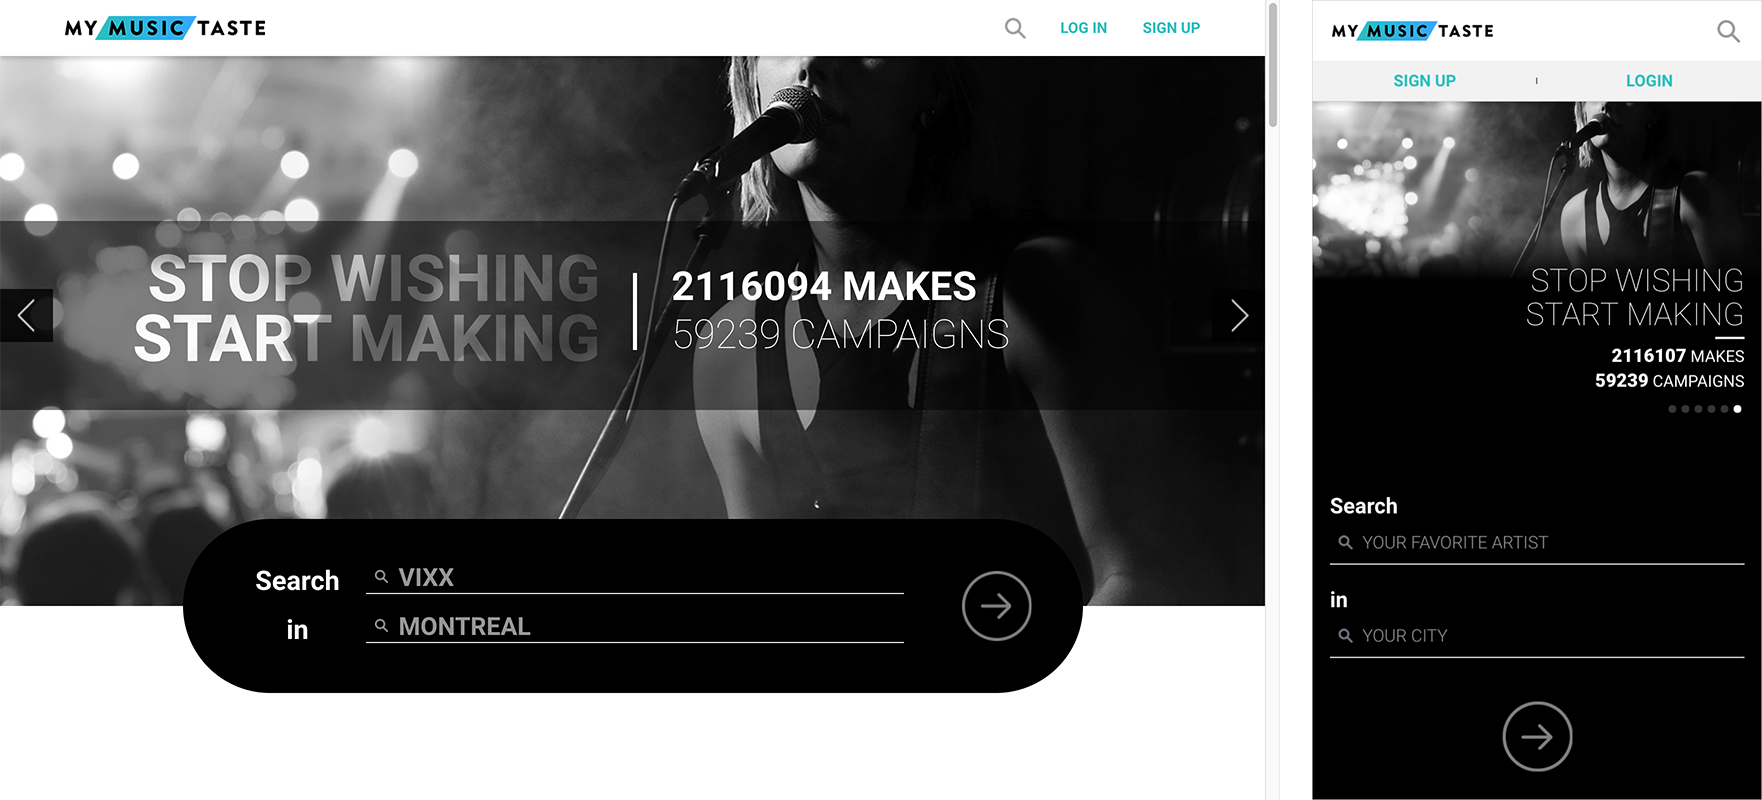 MY MUSIC TASTE
LOG IN
SIGN UP
STOP WISHING
START MAKING
2116094 MAKES
59239 CAMPAIGNS
Search
VIXX
in
MONTREAL
MY MUSIC TASTE
SIGN UP
LOGIN
STOP WISHING
START MAKING
2116107 MAKES
59239 CAMPAIGNS
Search
YOUR FAVORITE ARTIST
in
YOUR CITY